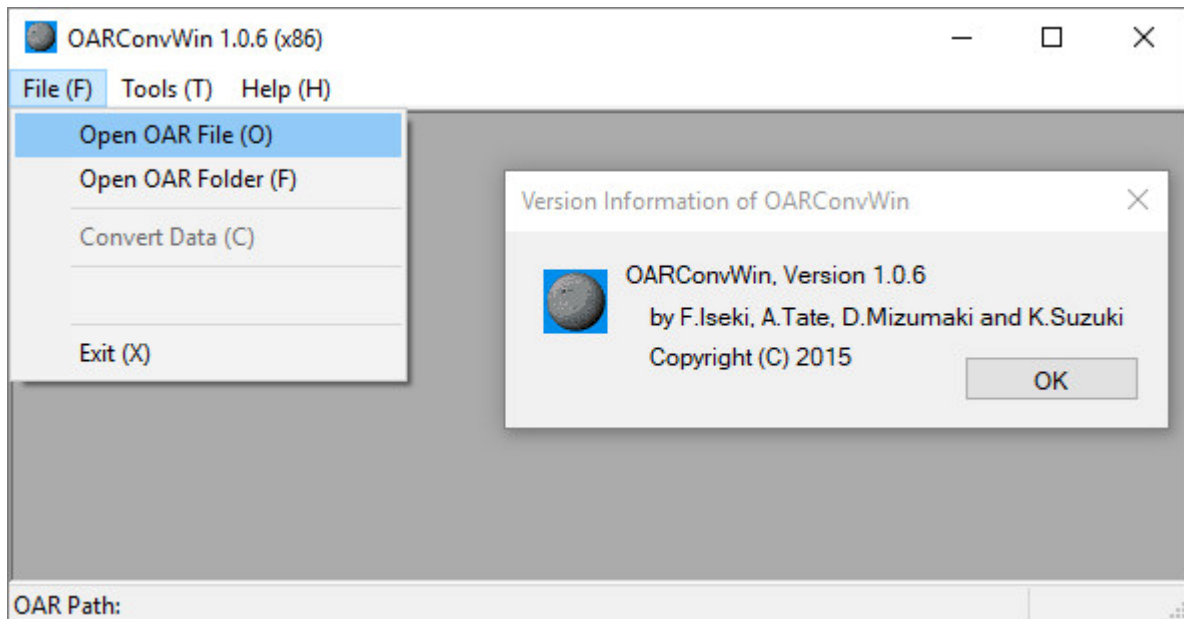 OARConvWin 1.0.6 (x86)
File (F) Tools (T) Help (H)
Open OAR File (O)
Open OAR Folder (F)
Convert Data (C)
Exit (X)
Version Information of OARConvWin
OARConvWin, Version 1.0.6
by F.Iseki, A.Tate, D.Mizumaki and K.Suzuki
Copyright (C) 2015
OK
OAR Path: